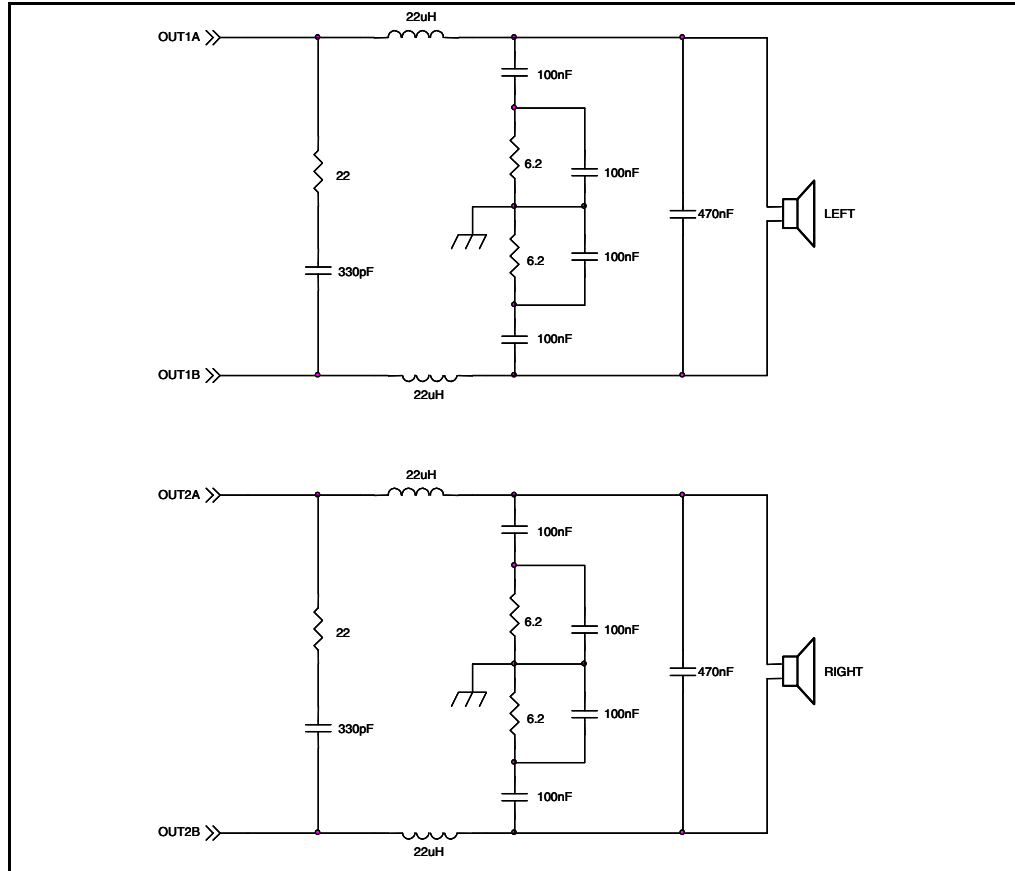 22uH
OUT1A
100nF
22
6.2
100nF
470nF
LEFT
6.2
100nF
330pF
100nF
OUT1B
22uH
22uH
OUT2A
100nF
22
6.2
100nF
470nF
RIGHT
6.2
100nF
330pF
100nF
OUT2B
22uH